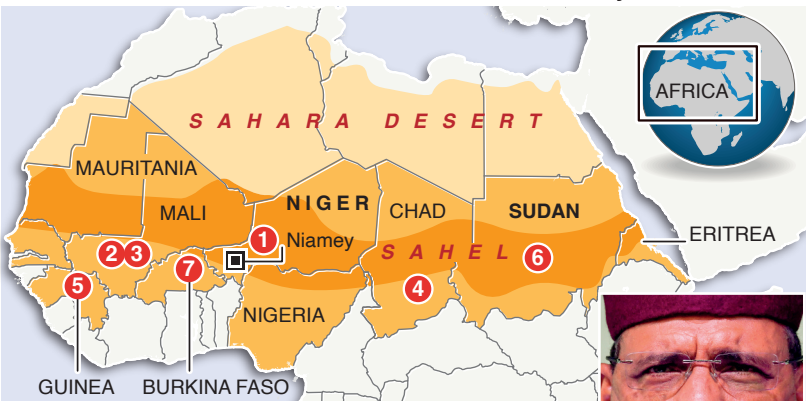 SAHARA DESERT
AFRICA
MAURITANIA
MALI
NIGER
CHAD
SUDAN
1
Niamey
ERITREA
2
3
SAHEL
6
7
5
4
NIGERIA
GUINEA
BURKINA FASO